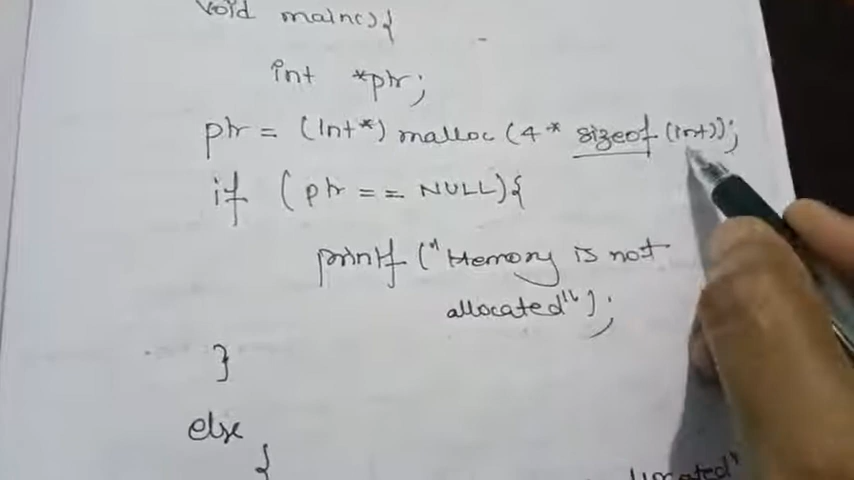 void main(){
int *ptr;
ptr = (int*) malloc (4 * sizeof (int));
if (ptr == NULL){
printf ("Memory is not
allocated");
}
else
{